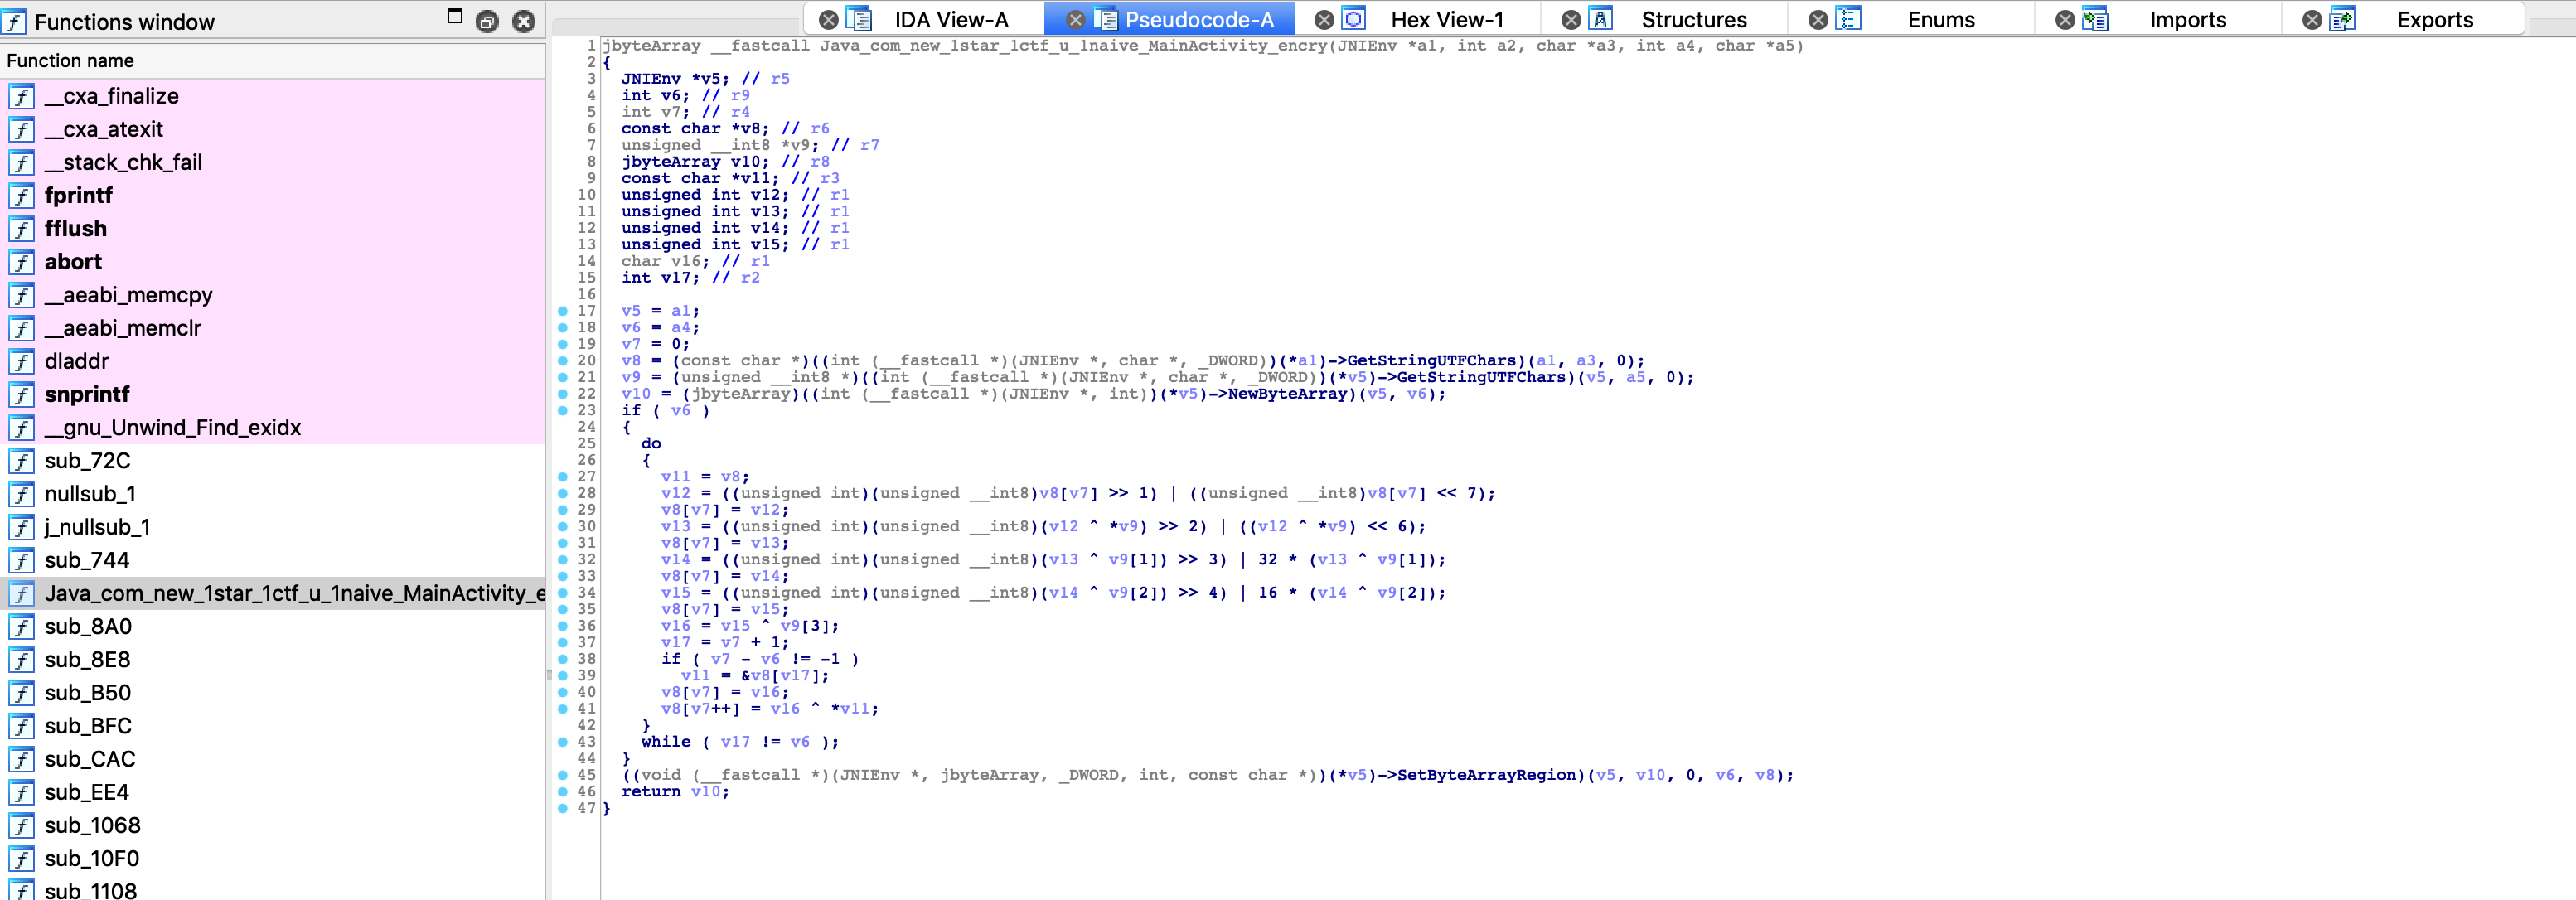 Functions window
Function name
__cxa_finalize
__cxa_atexit
__stack_chk_fail
fprintf
fflush
abort
__aeabi_memcpy
__aeabi_memclr
dladdr
snprintf
__gnu_Unwind_Find_exidx
sub_72C
nullsub_1
j_nullsub_1
sub_744
Java_com_new_1star_1ctf_u_1naive_MainActivity_e
sub_8A0
sub_8E8
sub_B50
sub_BFC
sub_CAC
sub_EE4
sub_1068
sub_10F0
sub_1108
IDA View-A Pseudocode-A Hex View-1 Structures Enums Imports Exports
1 jbyteArray __fastcall Java_com_new_1star_1ctf_u_1naive_MainActivity_encry(JNIEnv *a1, int a2, char *a3, int a4, char *a5)
2 {
3 JNIEnv *v5; // r5
4 int v6; // r9
5 int v7; // r4
6 const char *v8; // r6
7 unsigned __int8 *v9; // r7
8 jbyteArray v10; // r8
9 const char *v11; // r3
10 unsigned int v12; // r1
11 unsigned int v13; // r1
12 unsigned int v14; // r1
13 unsigned int v15; // r1
14 char v16; // r1
15 int v17; // r2
16
17 v5 = a1;
18 v6 = a4;
19 v7 = 0;
20 v8 = (const char *)((int (__fastcall *)(JNIEnv *, char *, _DWORD))(*a1)->GetStringUTFChars)(a1, a3, 0);
21 v9 = (unsigned __int8 *)((int (__fastcall *)(JNIEnv *, char *, _DWORD))(*v5)->GetStringUTFChars)(v5, a5, 0);
22 v10 = (jbyteArray)((int (__fastcall *)(JNIEnv *, int))(*v5)->NewByteArray)(v5, v6);
23 if ( v6 )
24 {
25 do
26 {
27 v11 = v8;
28 v12 = ((unsigned int)(unsigned __int8)v8[v7] >> 1) | ((unsigned __int8)v8[v7] << 7);
29 v8[v7] = v12;
30 v13 = ((unsigned int)(unsigned __int8)(v12 ^ *v9) >> 2) | ((v12 ^ *v9) << 6);
31 v8[v7] = v13;
32 v14 = ((unsigned int)(unsigned __int8)(v13 ^ v9[1]) >> 3) | 32 * (v13 ^ v9[1]);
33 v8[v7] = v14;
34 v15 = ((unsigned int)(unsigned __int8)(v14 ^ v9[2]) >> 4) | 16 * (v14 ^ v9[2]);
35 v8[v7] = v15;
36 v16 = v15 ^ v9[3];
37 v17 = v7 + 1;
38 if ( v7 - v6 != -1 )
39 v11 = &v8[v17];
40 v8[v7] = v16;
41 v8[v7++] = v16 ^ *v11;
42 }
43 while ( v17 != v6 );
44 }
45 ((void (__fastcall *)(JNIEnv *, jbyteArray, _DWORD, int, const char *))(*v5)->SetByteArrayRegion)(v5, v10, 0, v6, v8);
46 return v10;
47 }